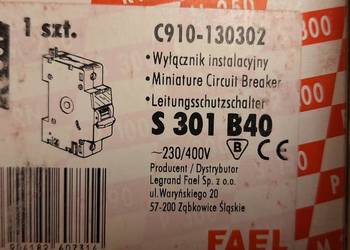 1 szt.
C910-130302
•Wyłącznik instalacyjny
•Miniature Circuit Breaker
•Leitungsschutzschalter
S 301 B40
~230/400V B CE
Producent / Dystrybutor
Legrand Fael Sp. z o.o.
ul.Waryńskiego 20
57-200 Ząbkowice Śląskie
FAEL